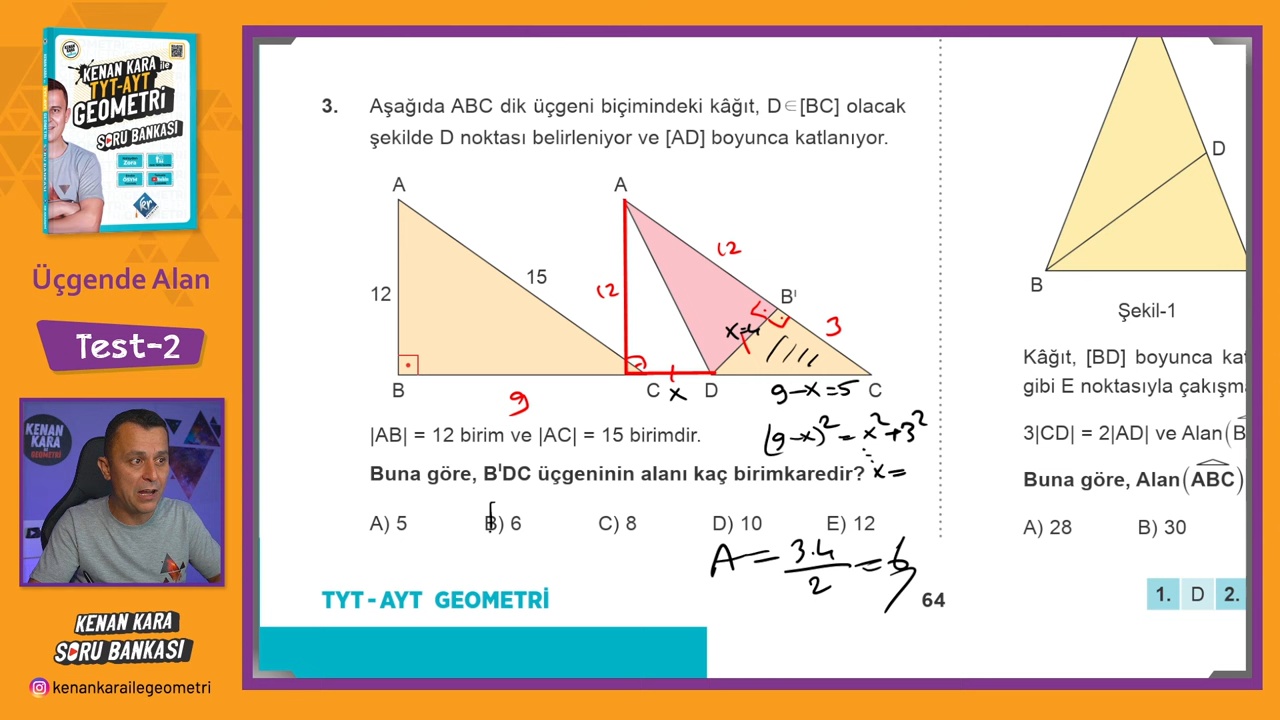 KENAN KARA ile
TYT-AYT
GEOMETRİ
SORU BANKASI
Üçgende Alan
Test-2
KENAN KARA
SORU BANKASI
kenankarailegeometri
3. Aşağıda ABC dik üçgeni biçimindeki kâğıt, D∈[BC] olacak
şekilde D noktası belirleniyor ve [AD] boyunca katlanıyor.
A
12
15
B
C
9
A
12
12
B'
x=4
x
3
x
D
9-x=5
C
|AB| = 12 birim ve |AC| = 15 birimdir.
(9-x)² = x²+3²
Buna göre, B'DC üçgeninin alanı kaç birimkaredir?
x=
A) 5 B) 6 C) 8 D) 10 E) 12
A = 3.4/2 = 6
TYT - AYT GEOMETRİ
64
D
B
Şekil-1
Kâğıt, [BD] boyunca kat
gibi E noktasıyla çakışm
3|CD| = 2|AD| ve Alan(B
Buna göre, Alan(ABC)
A) 28 B) 30
1. D 2.